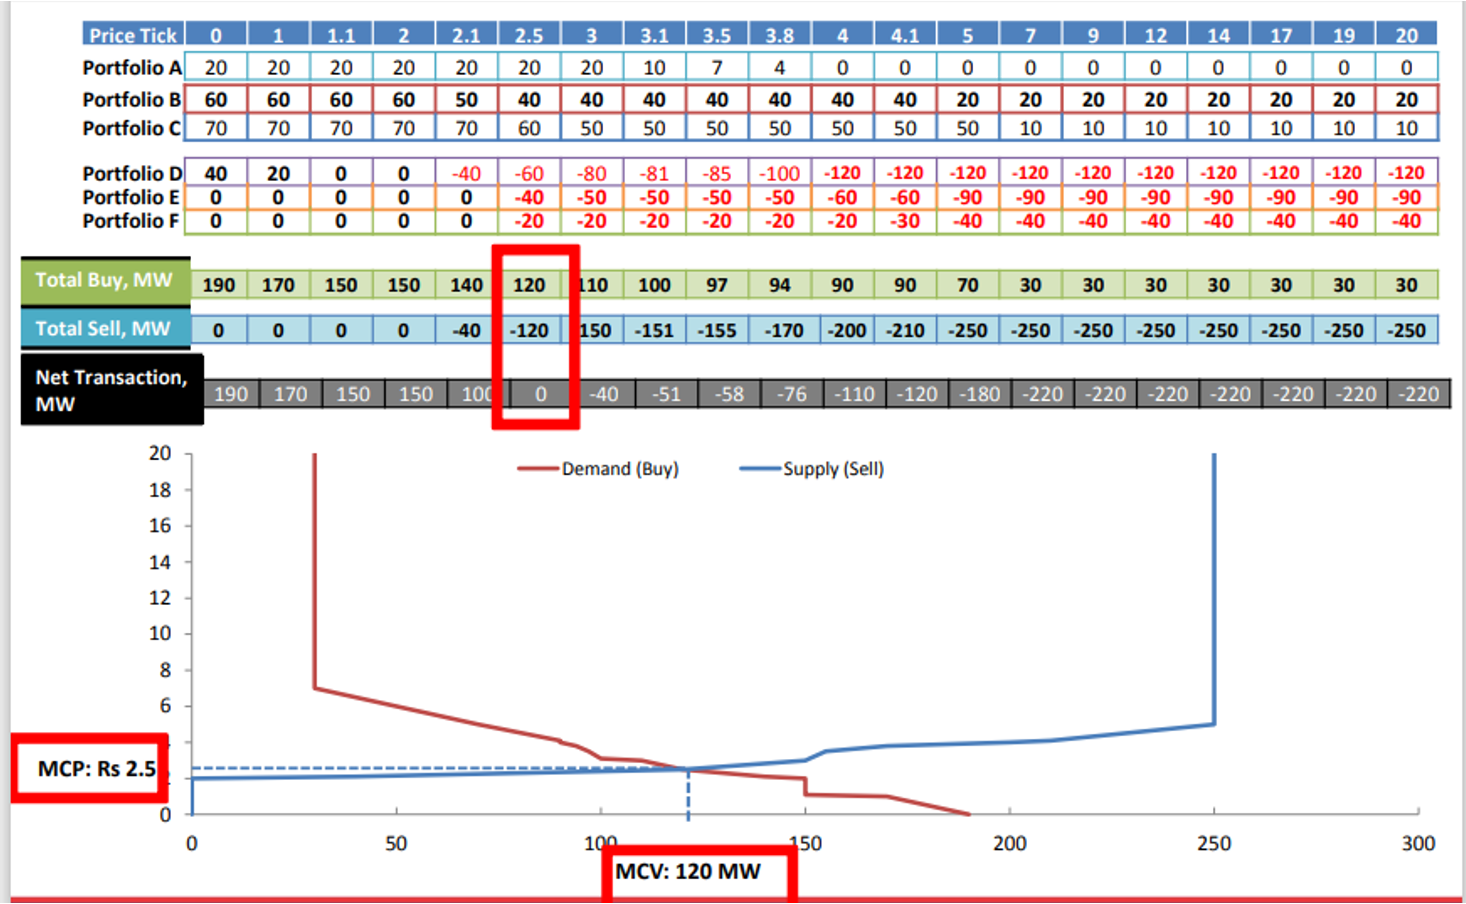 Price Tick 0 1 1.1 2 2.1 2.5 3 3.1 3.5 3.8 4 4.1 5 7 9 12 14 17 19 20
Portfolio A 20 20 20 20 20 20 20 10 7 4 0 0 0 0 0 0 0 0 0 0
Portfolio B 60 60 60 60 50 40 40 40 40 40 40 40 20 20 20 20 20 20 20 20
Portfolio C 70 70 70 70 70 60 50 50 50 50 50 50 50 10 10 10 10 10 10 10
Portfolio D 40 20 0 0 -40 -60 -80 -81 -85 -100 -120 -120 -120 -120 -120 -120 -120 -120 -120 -120
Portfolio E 0 0 0 0 0 -40 -50 -50 -50 -50 -60 -60 -90 -90 -90 -90 -90 -90 -90 -90
Portfolio F 0 0 0 0 0 -20 -20 -20 -20 -20 -20 -30 -40 -40 -40 -40 -40 -40 -40 -40
Total Buy, MW 190 170 150 150 140 120 110 100 97 94 90 90 70 30 30 30 30 30 30 30
Total Sell, MW 0 0 0 0 -40 -120 150 -151 -155 -170 -200 -210 -250 -250 -250 -250 -250 -250 -250 -250
Net Transaction,
MW 190 170 150 150 100 0 -40 -51 -58 -76 -110 -120 -180 -220 -220 -220 -220 -220 -220 -220
Demand (Buy) Supply (Sell)
20
18
16
14
12
10
8
6
MCP: Rs 2.5
0
0 50 100 150 200 250 300
MCV: 120 MW